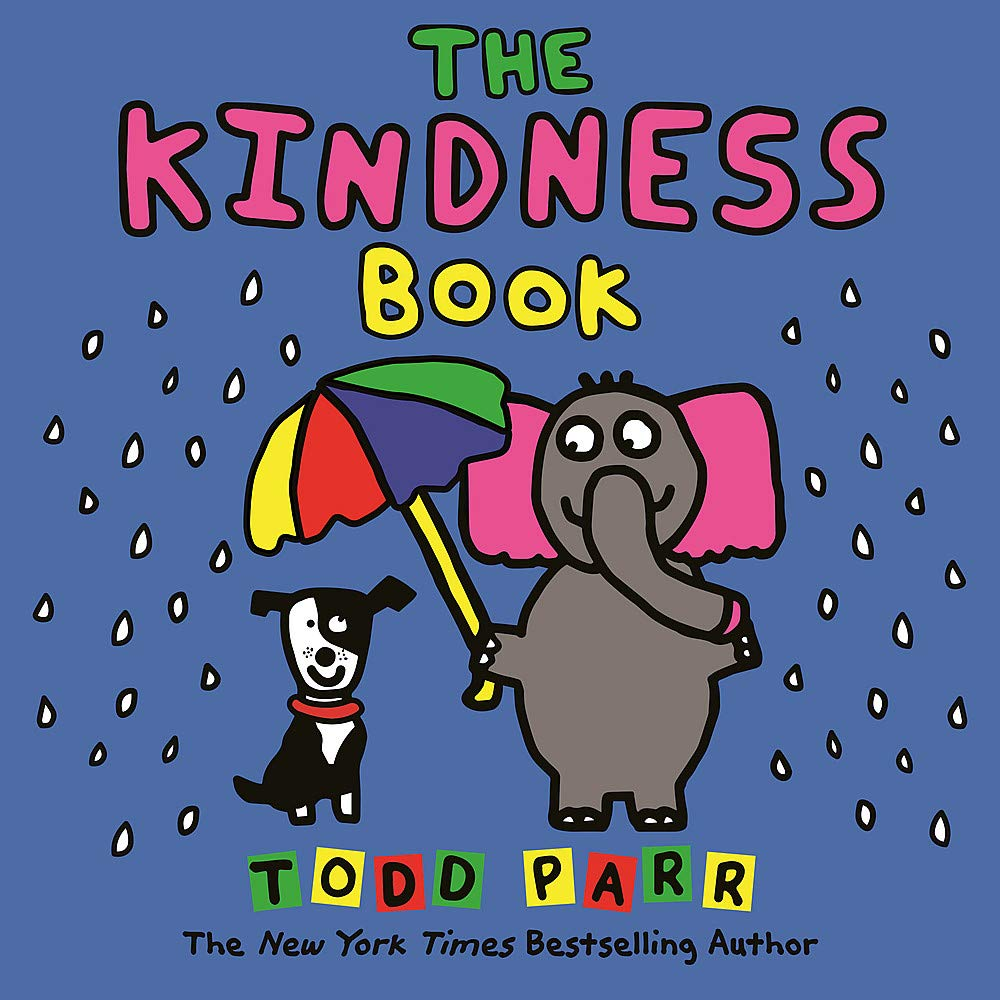 THE
KINDNESS
BOOK
TODD PARR
The New York Times Bestselling Author